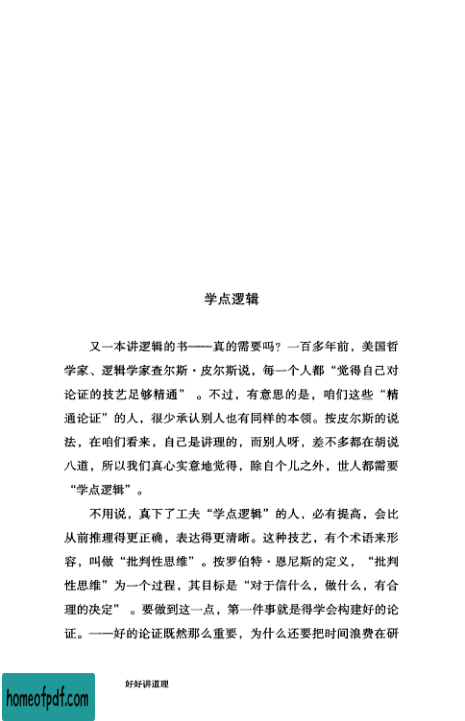 学点逻辑
又一本讲逻辑的书——真的需要吗？一百多年前，美国哲
学家、逻辑学家查尔斯·皮尔斯说，每一个人都“觉得自己对
论证的技艺足够精通”。不过，有意思的是，咱们这些“精
通论证”的人，很少承认别人也有同样的本领。按皮尔斯的说
法，在咱们看来，自己是讲理的，而别人呀，差不多都在胡说
八道，所以我们真心实意地觉得，除自个儿之外，世人都需要
“学点逻辑”。
不用说，真下了工夫“学点逻辑”的人，必有提高，会比
从前推理得更正确，表达得更清晰。这种技艺，有个术语来形
容，叫做“批判性思维”。按罗伯特·恩尼斯的定义，“批判
性思维”为一个过程，其目标是“对于信什么，做什么，有合
理的决定”。要做到这一点，第一件事就是得学会构建好的论
证。——好的论证既然那么重要，为什么还要把时间浪费在研
好好讲道理
homeofpdf.com